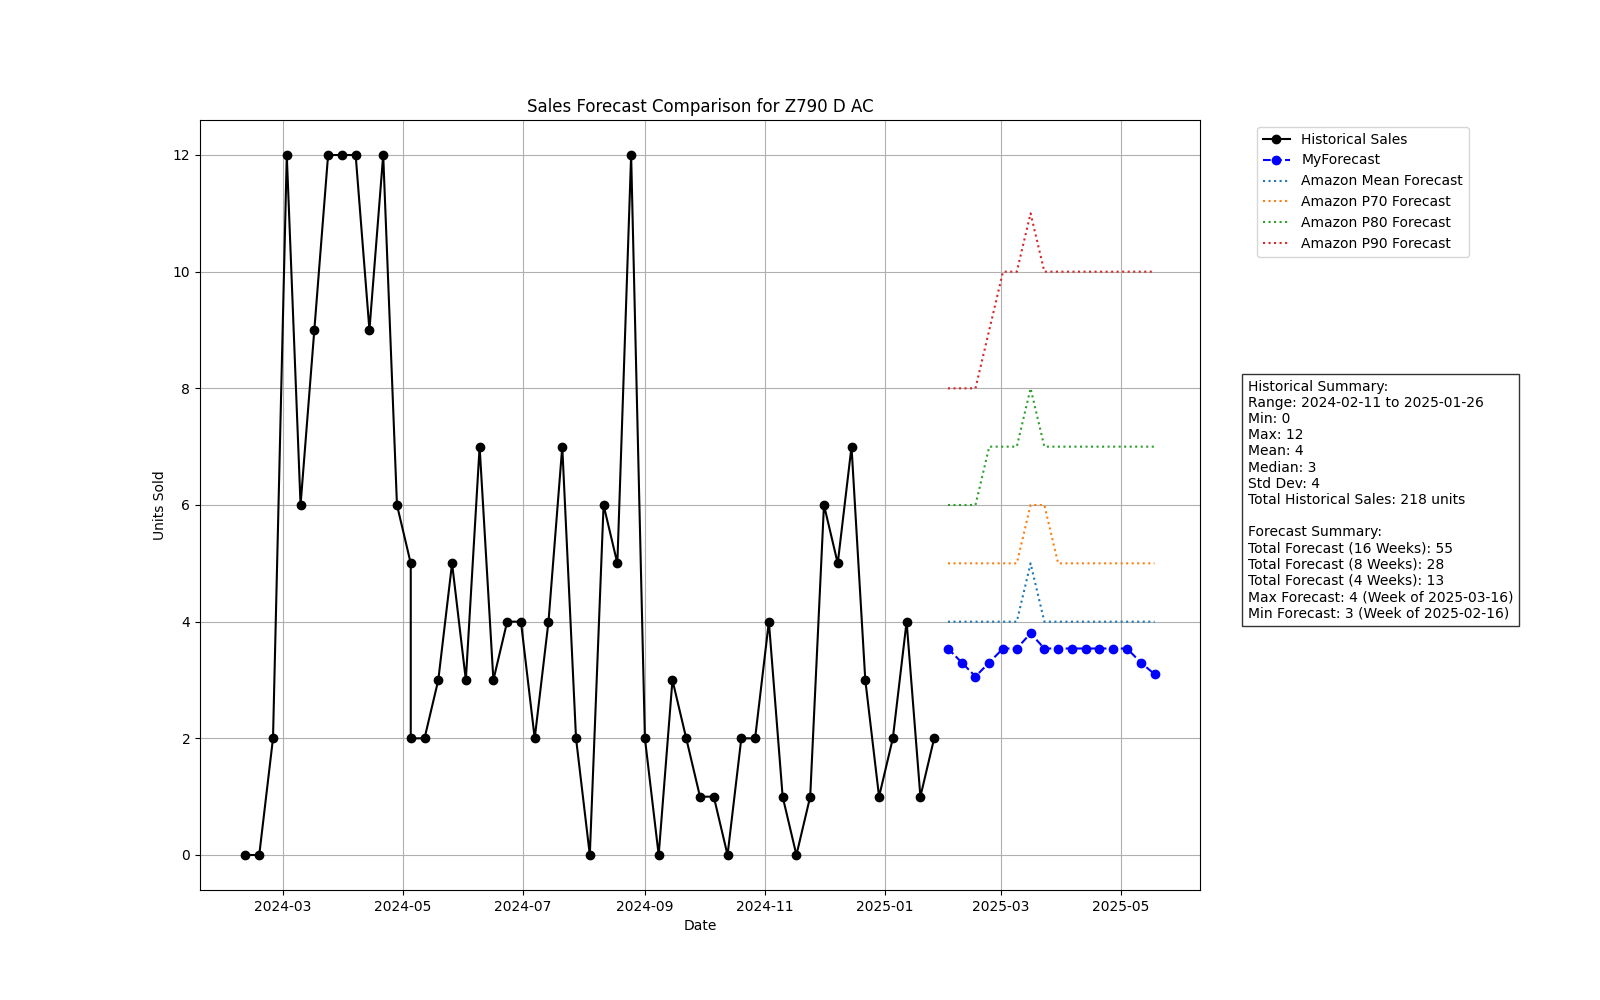 Sales Forecast Comparison for Z790 D AC
Units Sold
12
10
8
6
4
2
0
2024-03
2024-05
2024-07
2024-09
2024-11
2025-01
2025-03
2025-05
Date
Historical Sales
MyForecast
Amazon Mean Forecast
Amazon P70 Forecast
Amazon P80 Forecast
Amazon P90 Forecast
Historical Summary:
Range: 2024-02-11 to 2025-01-26
Min: 0
Max: 12
Mean: 4
Median: 3
Std Dev: 4
Total Historical Sales: 218 units
Forecast Summary:
Total Forecast (16 Weeks): 55
Total Forecast (8 Weeks): 28
Total Forecast (4 Weeks): 13
Max Forecast: 4 (Week of 2025-03-16)
Min Forecast: 3 (Week of 2025-02-16)